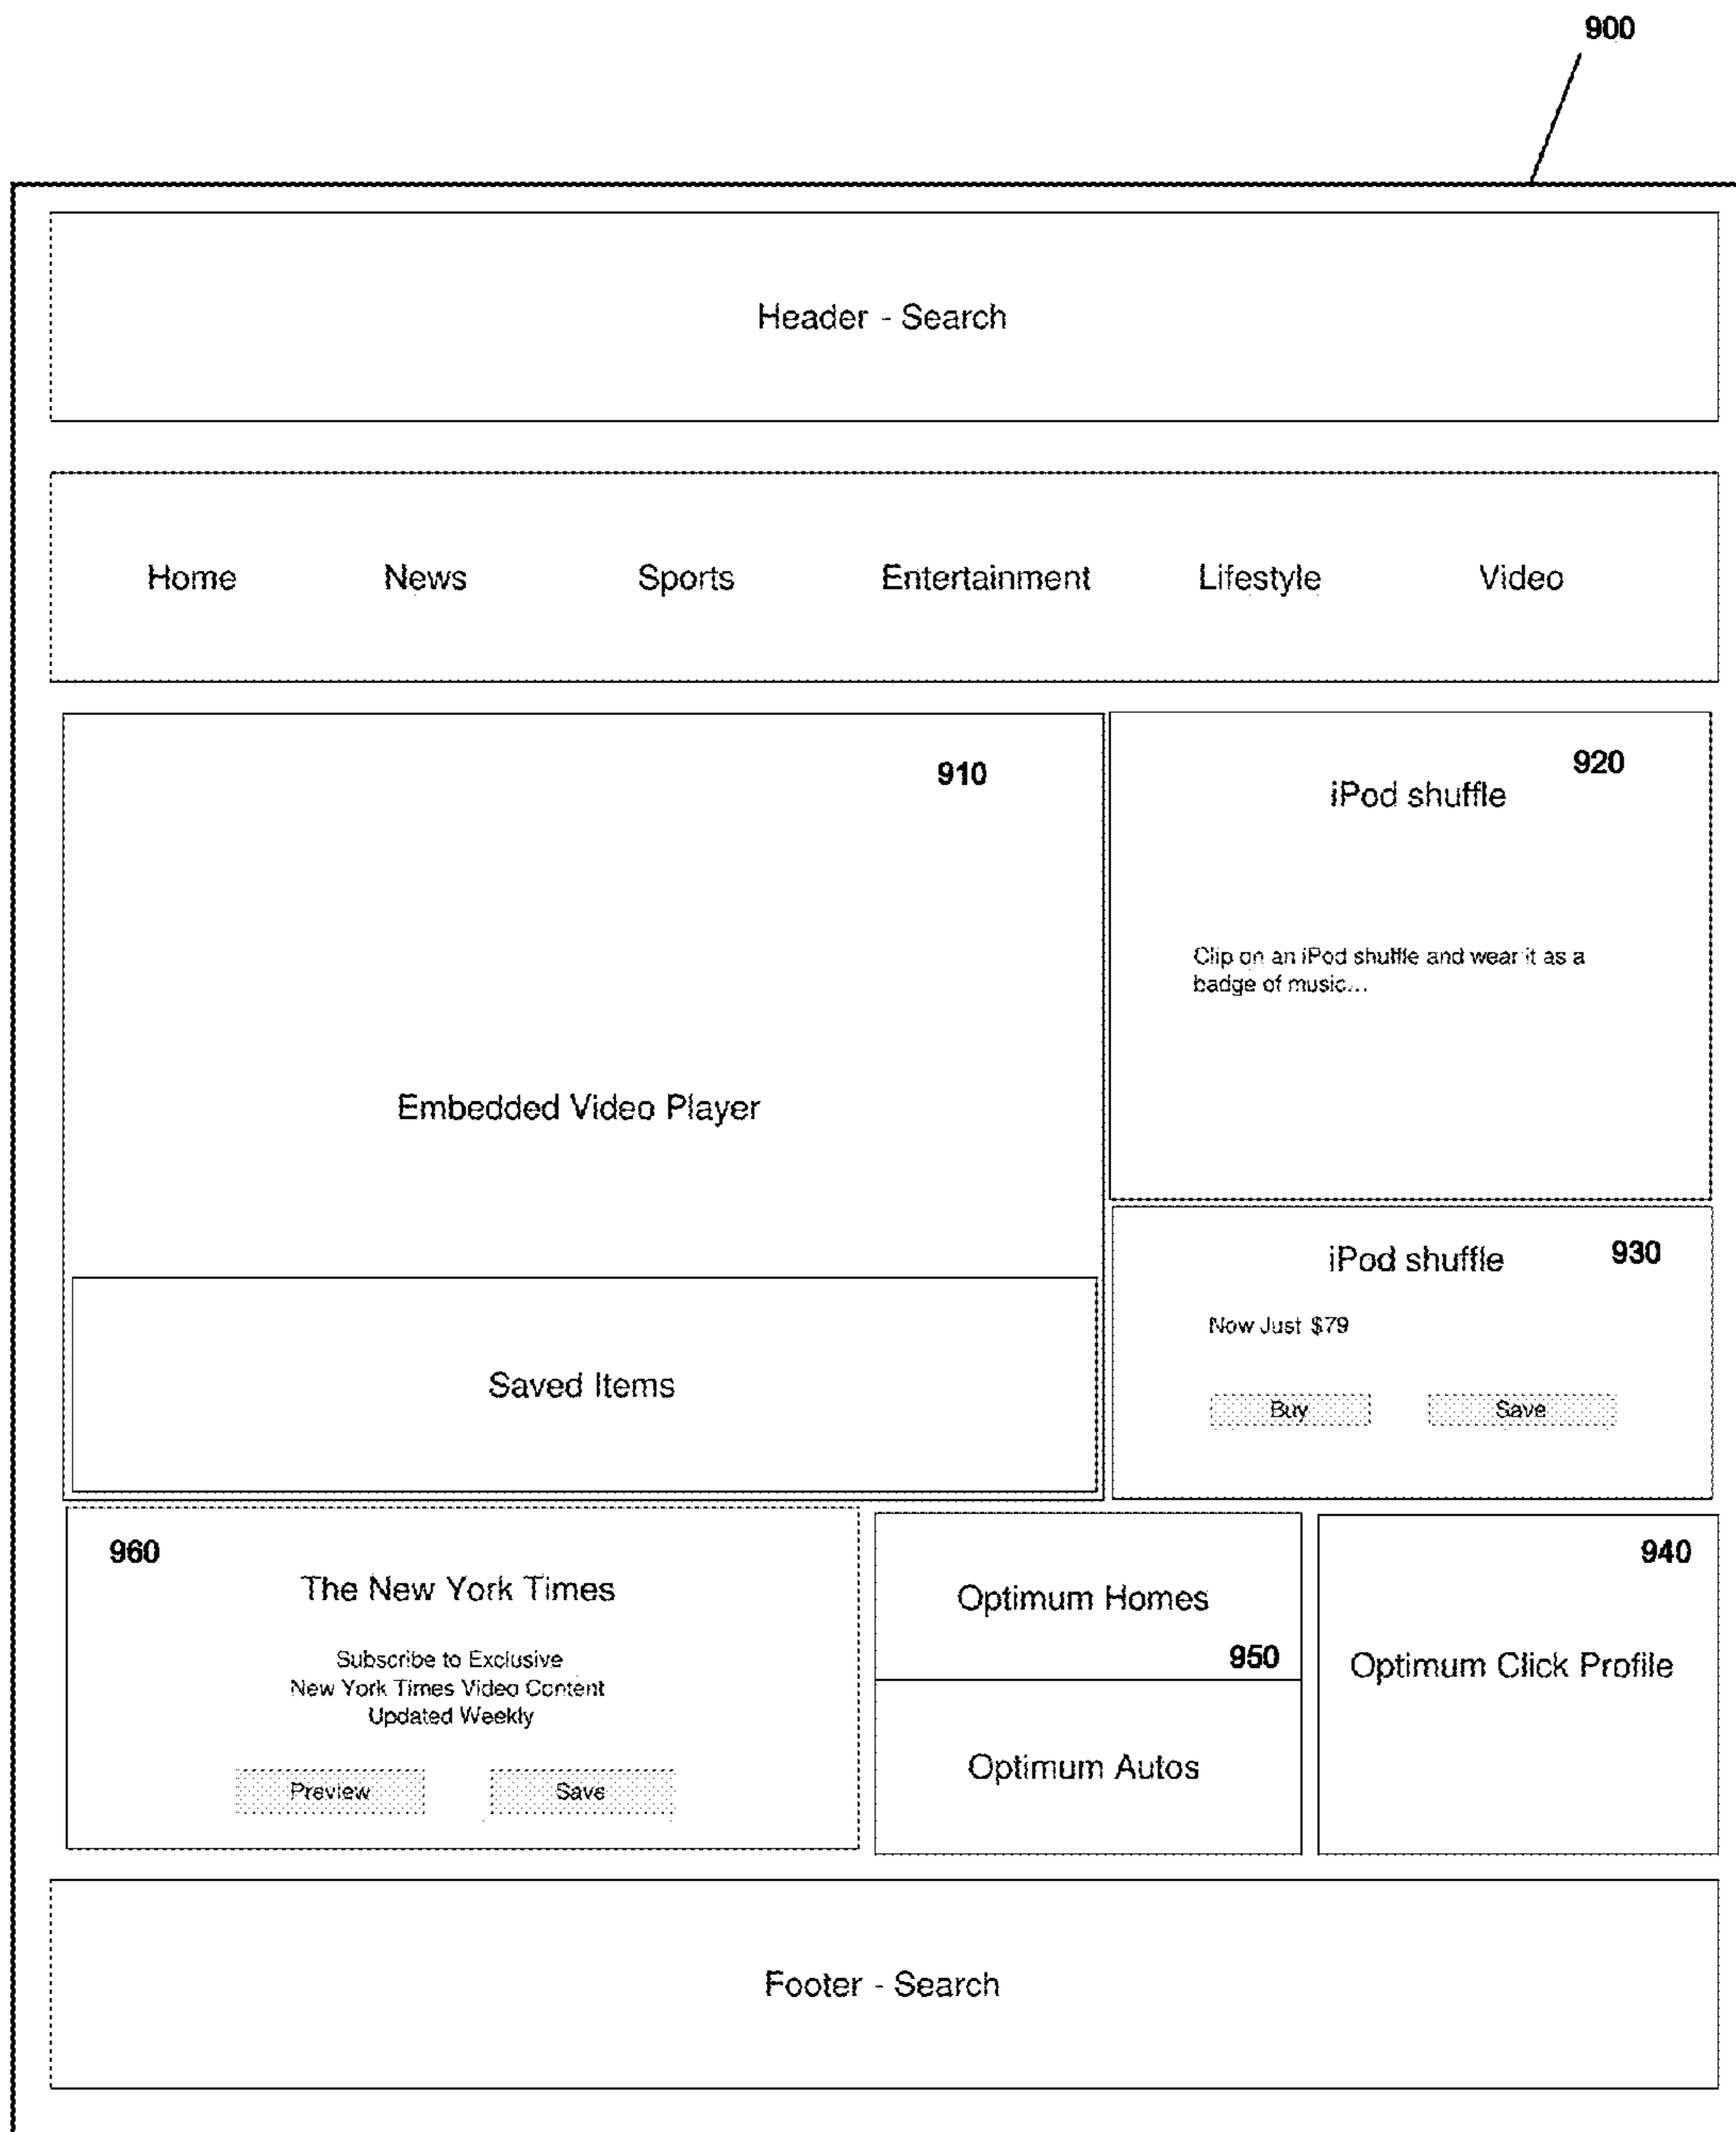 900
Header - Search
Home News Sports Entertainment Lifestyle Video
910
Embedded Video Player
Saved Items
920
iPod shuffle
Clip on an iPod shuffle and wear it as a
badge of music...
iPod shuffle 930
Now Just $79
Buy Save
960
The New York Times
Subscribe to Exclusive
New York Times Video Content
Updated Weekly
Preview Save
Optimum Homes
950
Optimum Autos
940
Optimum Click Profile
Footer - Search